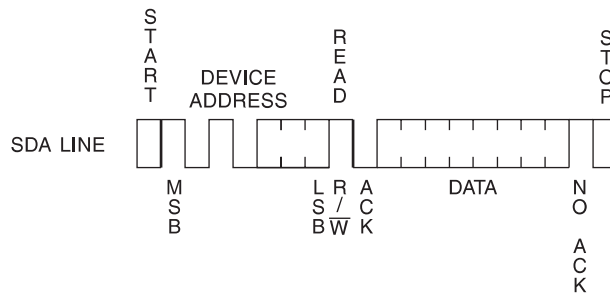 START
READ
STOP
DEVICE
ADDRESS
SDA LINE
MSB
LSB
R/W̅
ACK
DATA
NO ACK